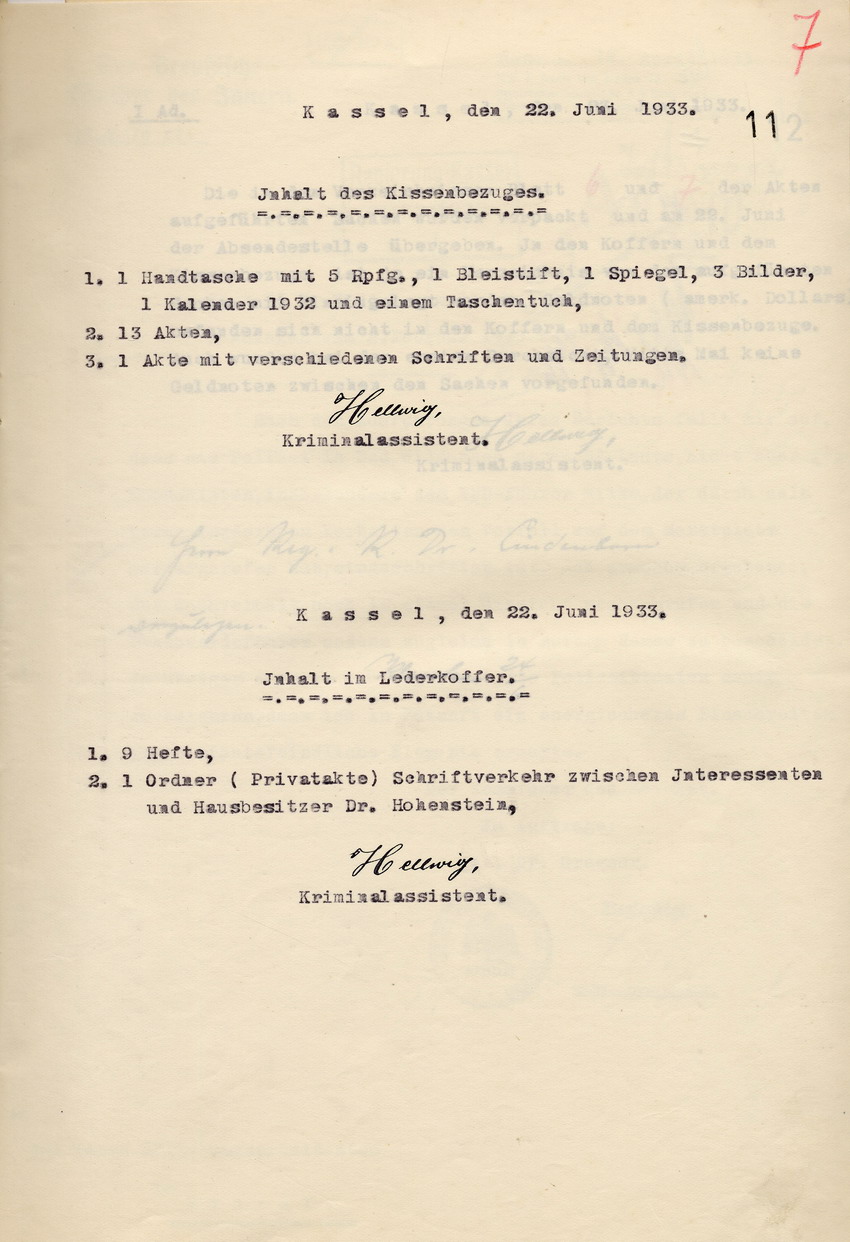 7
K a s s e l , den 22. Juni 1933.
11
Jnhalt des Kissenbezuges.
=.=.=.=.=.=.=.=.=.=.=.=.=.=.=
1. 1 Handtasche mit 5 Rpfg., 1 Bleistift, 1 Spiegel, 3 Bilder,
1 Kalender 1932 und einem Taschentuch,
2. 13 Akten,
3. 1 Akte mit verschiedenen Schriften und Zeitungen.
Hellwig,
Kriminalassistent.
K a s s e l , den 22. Juni 1933.
Jnhalt im Lederkoffer.
=.=.=.=.=.=.=.=.=.=.=.=.=.=
1. 9 Hefte,
2. 1 Ordner ( Privatakte) Schriftverkehr zwischen Jnteressenten
und Hausbesitzer Dr. Hohenstein,
Hellwig,
Kriminalassistent.